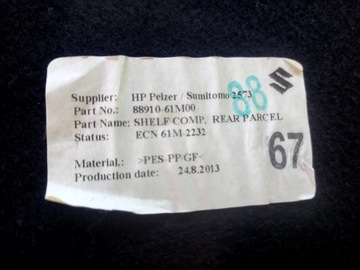 Supplier: HP Pelzer / Sumitomo 2573
88
Part No.: 88910-61M00
Part Name: SHELF COMP, REAR PARCEL
Status: ECN 61M-2232
67
Material.: >PES-PP/GF<
Production date: 24.8.2013